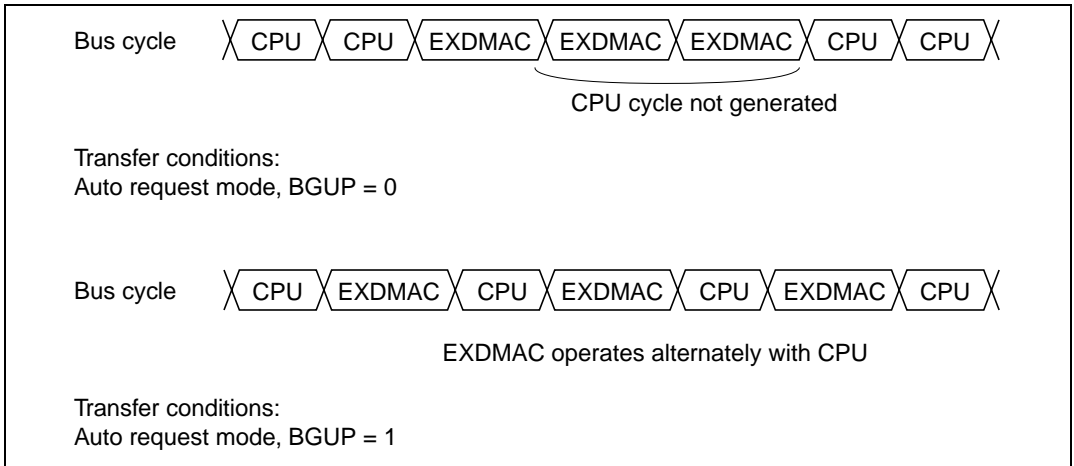 Bus cycle CPU CPU EXDMAC EXDMAC EXDMAC CPU CPU
CPU cycle not generated
Transfer conditions:
Auto request mode, BGUP = 0
Bus cycle CPU EXDMAC CPU EXDMAC CPU EXDMAC CPU
EXDMAC operates alternately with CPU
Transfer conditions:
Auto request mode, BGUP = 1